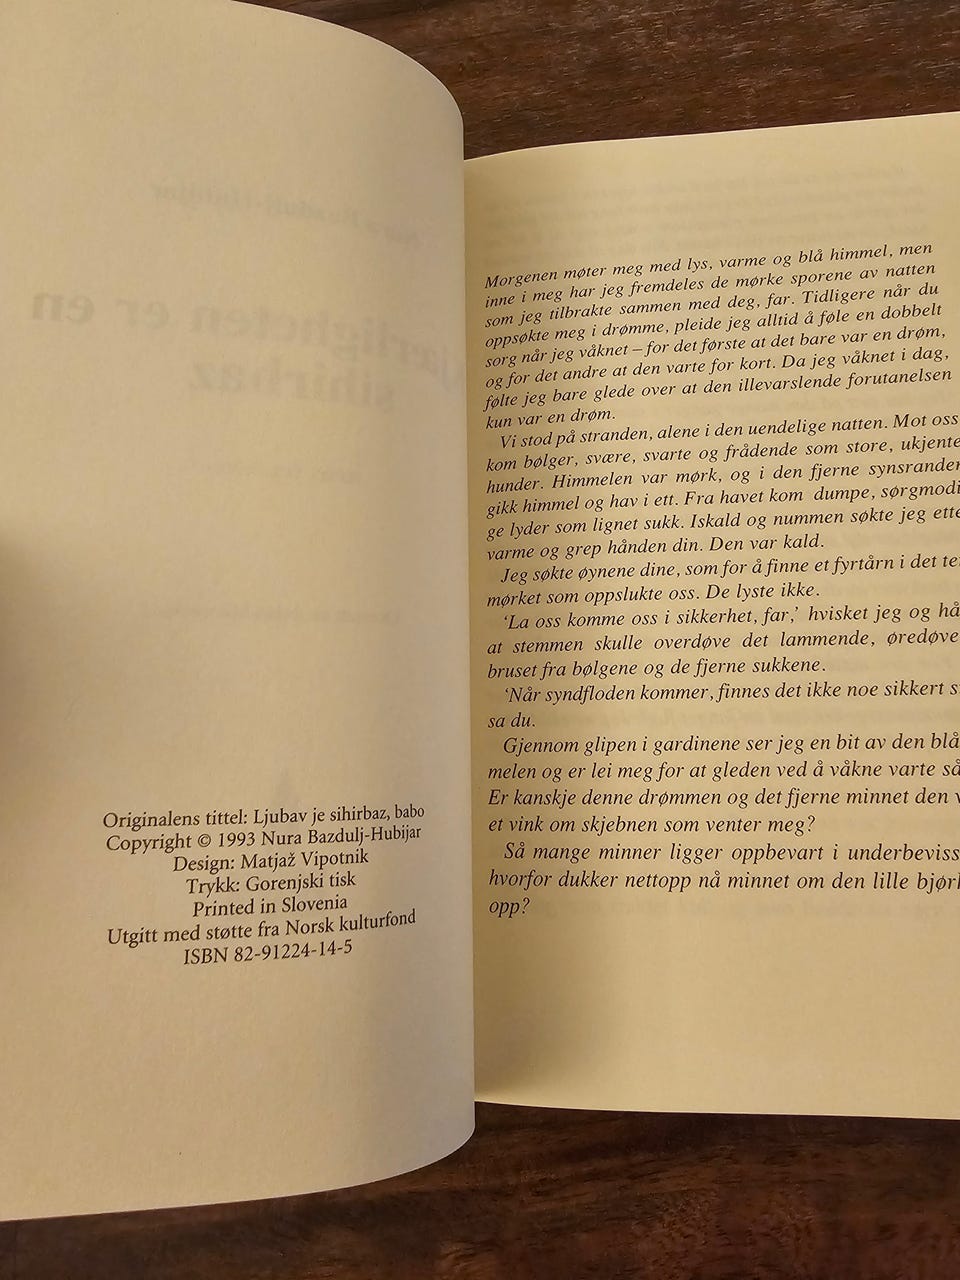 Originalens tittel: Ljubav je sihirbaz, babo
Copyright © 1993 Nura Bazdulj-Hubijar
Design: Matjaž Vipotnik
Trykk: Gorenjski tisk
Printed in Slovenia
Utgitt med støtte fra Norsk kulturfond
ISBN 82-91224-14-5
Morgenen møter meg med lys, varme og blå himmel, men
inne i meg har jeg fremdeles de mørke sporene av natten
som jeg tilbrakte sammen med deg, far. Tidligere når du
oppsøkte meg i drømme, pleide jeg alltid å føle en dobbelt
sorg når jeg våknet – for det første at det bare var en drøm,
og for det andre at den varte for kort. Da jeg våknet i dag,
følte jeg bare glede over at den illevarslende forutanelsen
kun var en drøm.
Vi stod på stranden, alene i den uendelige natten. Mot oss
kom bølger, svære, svarte og frådende som store, ukjente
hunder. Himmelen var mørk, og i den fjerne synsranden
gikk himmel og hav i ett. Fra havet kom dumpe, sørgmodi
ge lyder som lignet sukk. Iskald og nummen søkte jeg ette
varme og grep hånden din. Den var kald.
Jeg søkte øynene dine, som for å finne et fyrtårn i det te
mørket som oppslukte oss. De lyste ikke.
‘La oss komme oss i sikkerhet, far,’ hvisket jeg og hå
at stemmen skulle overdøve det lammende, øredøve
bruset fra bølgene og de fjerne sukkene.
‘Når syndfloden kommer, finnes det ikke noe sikkert s
sa du.
Gjennom glipen i gardinene ser jeg en bit av den blå
melen og er lei meg for at gleden ved å våkne varte så
Er kanskje denne drømmen og det fjerne minnet den v
et vink om skjebnen som venter meg?
Så mange minner ligger oppbevart i underbeviss
hvorfor dukker nettopp nå minnet om den lille bjørk
opp?